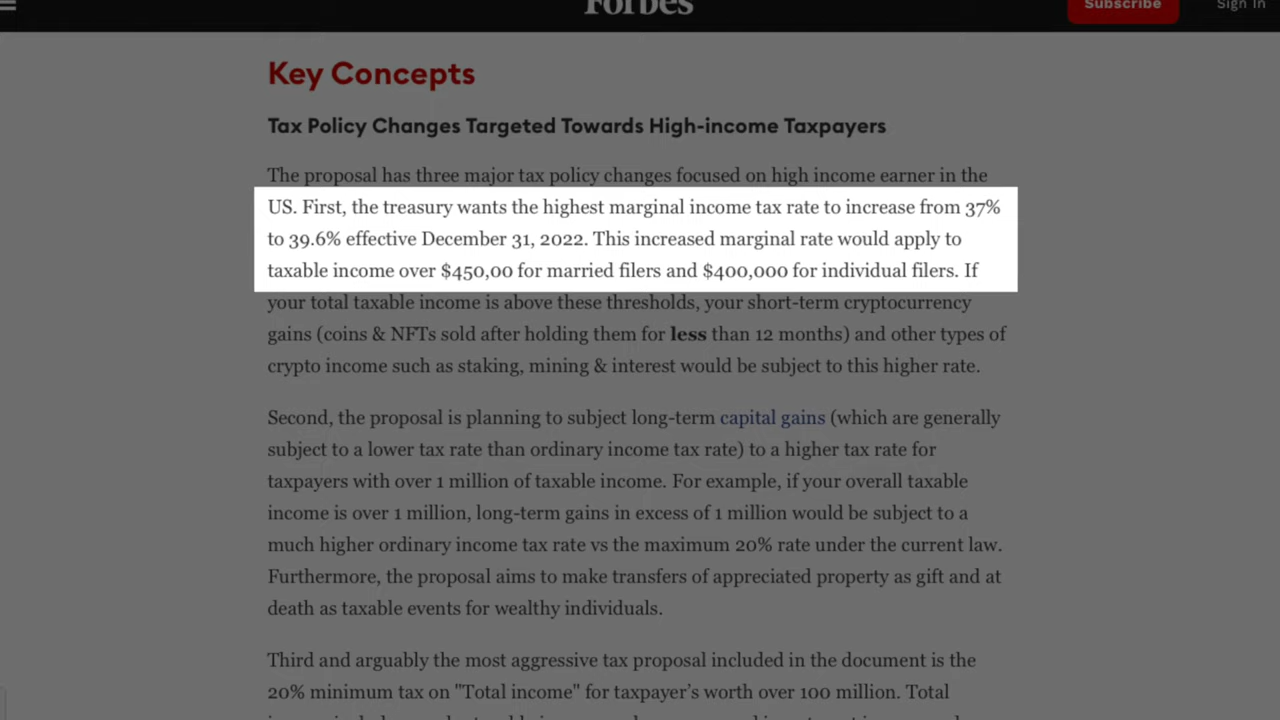 Forbes
Subscribe
Sign In
Key Concepts
Tax Policy Changes Targeted Towards High-income Taxpayers
The proposal has three major tax policy changes focused on high income earner in the
US. First, the treasury wants the highest marginal income tax rate to increase from 37%
to 39.6% effective December 31, 2022. This increased marginal rate would apply to
taxable income over $450,00 for married filers and $400,000 for individual filers. If
your total taxable income is above these thresholds, your short-term cryptocurrency
gains (coins & NFTs sold after holding them for less than 12 months) and other types of
crypto income such as staking, mining & interest would be subject to this higher rate.
Second, the proposal is planning to subject long-term capital gains (which are generally
subject to a lower tax rate than ordinary income tax rate) to a higher tax rate for
taxpayers with over 1 million of taxable income. For example, if your overall taxable
income is over 1 million, long-term gains in excess of 1 million would be subject to a
much higher ordinary income tax rate vs the maximum 20% rate under the current law.
Furthermore, the proposal aims to make transfers of appreciated property as gift and at
death as taxable events for wealthy individuals.
Third and arguably the most aggressive tax proposal included in the document is the
20% minimum tax on "Total income" for taxpayer's worth over 100 million. Total